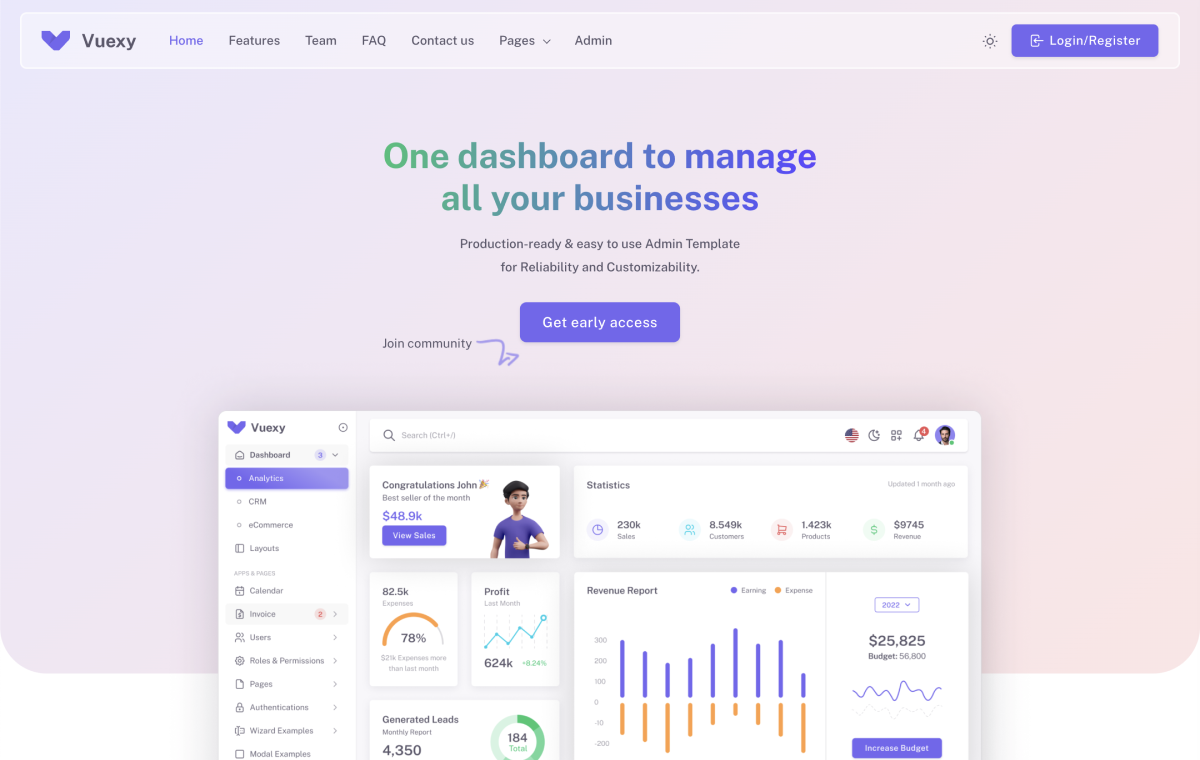 Vuexy
Home
Features
Team
FAQ
Contact us
Pages
Admin
Login/Register
One dashboard to manage
all your businesses
Production-ready & easy to use Admin Template
for Reliability and Customizability.
Get early access
Join community
Vuexy
Dashboard 3
Analytics
CRM
eCommerce
Layouts
APPS & PAGES
Calendar
Invoice 2
Users
Roles & Permissions
Pages
Authentications
Wizard Examples
Modal Examples
Search (Ctrl+/)
4
Congratulations John
Best seller of the month
$48.9k
View Sales
Statistics
Updated 1 month ago
230k
Sales
8.549k
Customers
1.423k
Products
$9745
Revenue
82.5k
Expenses
78%
$21k Expenses more
than last month
Profit
Last Month
624k +8.24%
Generated Leads
Monthly Report
4,350
184
Total
Revenue Report
Earning
Expense
300
200
100
0
-10
-200
2022
$25,825
Budget: 56,800
Increase Budget